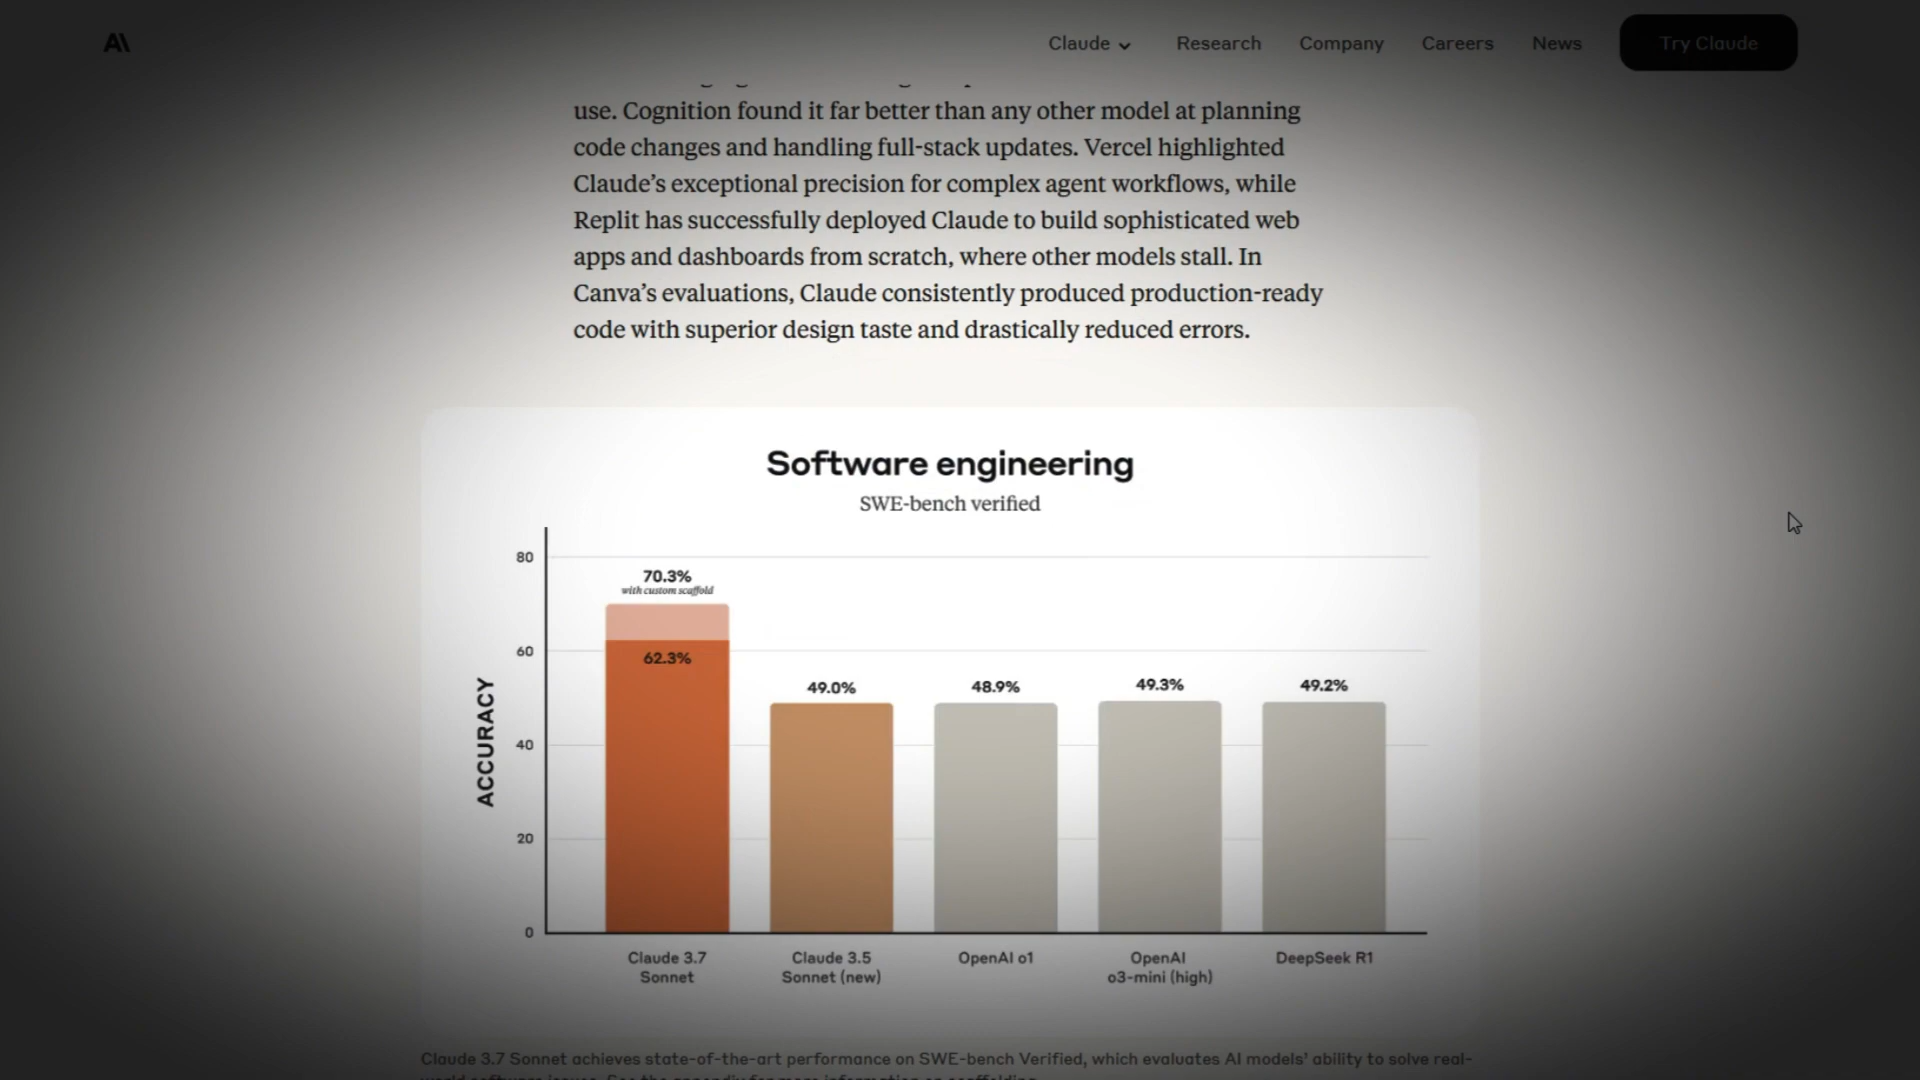 A\
Claude
Research
Company
Careers
News
Try Claude
use. Cognition found it far better than any other model at planning
code changes and handling full-stack updates. Vercel highlighted
Claude’s exceptional precision for complex agent workflows, while
Replit has successfully deployed Claude to build sophisticated web
apps and dashboards from scratch, where other models stall. In
Canva’s evaluations, Claude consistently produced production-ready
code with superior design taste and drastically reduced errors.
Software engineering
SWE-bench verified
ACCURACY
80
60
40
20
0
70.3%
with custom scaffold
62.3%
49.0%
48.9%
49.3%
49.2%
Claude 3.7
Sonnet
Claude 3.5
Sonnet (new)
OpenAI o1
OpenAI
o3-mini (high)
DeepSeek R1
Claude 3.7 Sonnet achieves state-of-the-art performance on SWE-bench Verified, which evaluates AI models’ ability to solve real-